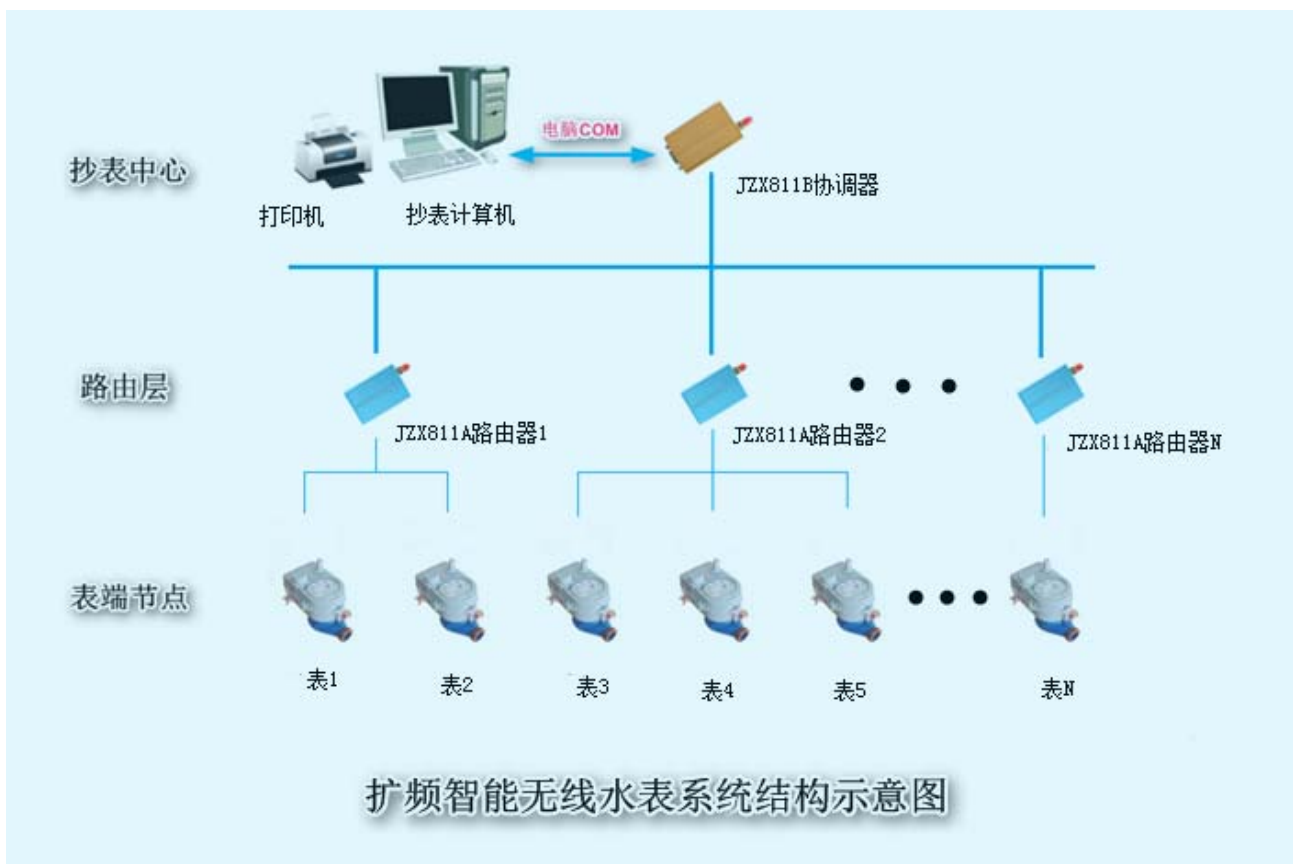 电脑COM
抄表中心
JZX811B协调器
打印机
抄表计算机
路由层
JZX811A路由器1
JZX811A路由器2
JZX811A路由器N
表端节点
表1
表2
表3
表4
表5
表N
扩频智能无线水表系统结构示意图